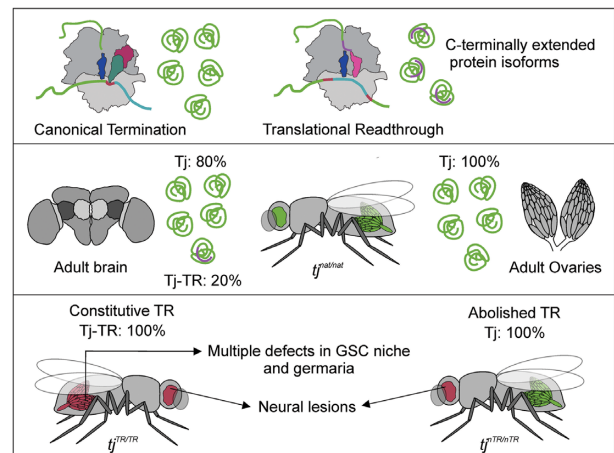 C-terminally extended
protein isoforms
Canonical Termination
Translational Readthrough
Tj: 80%
Tj: 100%
Adult brain
Tj-TR: 20%
tj^nat/nat
Adult Ovaries
Constitutive TR
Tj-TR: 100%
Abolished TR
Tj: 100%
Multiple defects in GSC niche
and germaria
Neural lesions
tj^TR/TR
tj^nTR/nTR